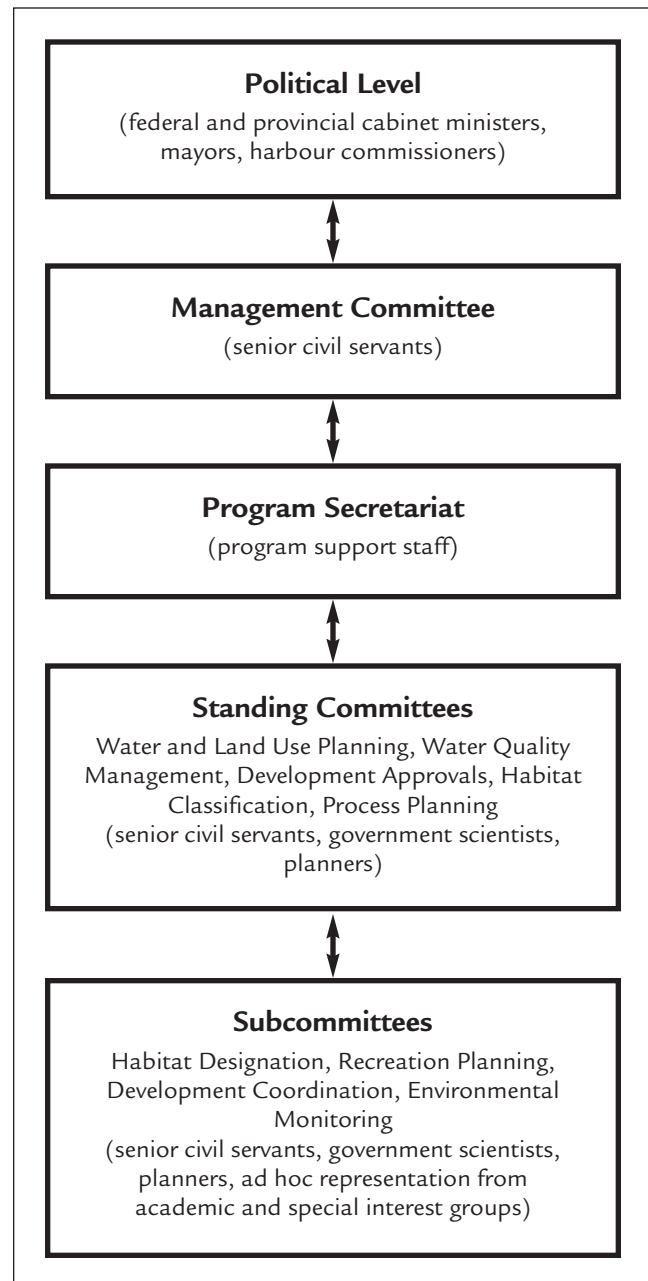 Political Level
(federal and provincial cabinet ministers,
mayors, harbour commissioners)
Management Committee
(senior civil servants)
Program Secretariat
(program support staff)
Standing Committees
Water and Land Use Planning, Water Quality
Management, Development Approvals, Habitat
Classification, Process Planning
(senior civil servants, government scientists,
planners)
Subcommittees
Habitat Designation, Recreation Planning,
Development Coordination, Environmental
Monitoring
(senior civil servants, government scientists,
planners, ad hoc representation from
academic and special interest groups)